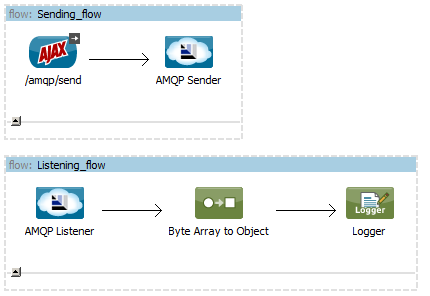 flow: Sending_flow
AJAX
/amqp/send
AMQP Sender
flow: Listening_flow
Logger
AMQP Listener
Byte Array to Object
Logger